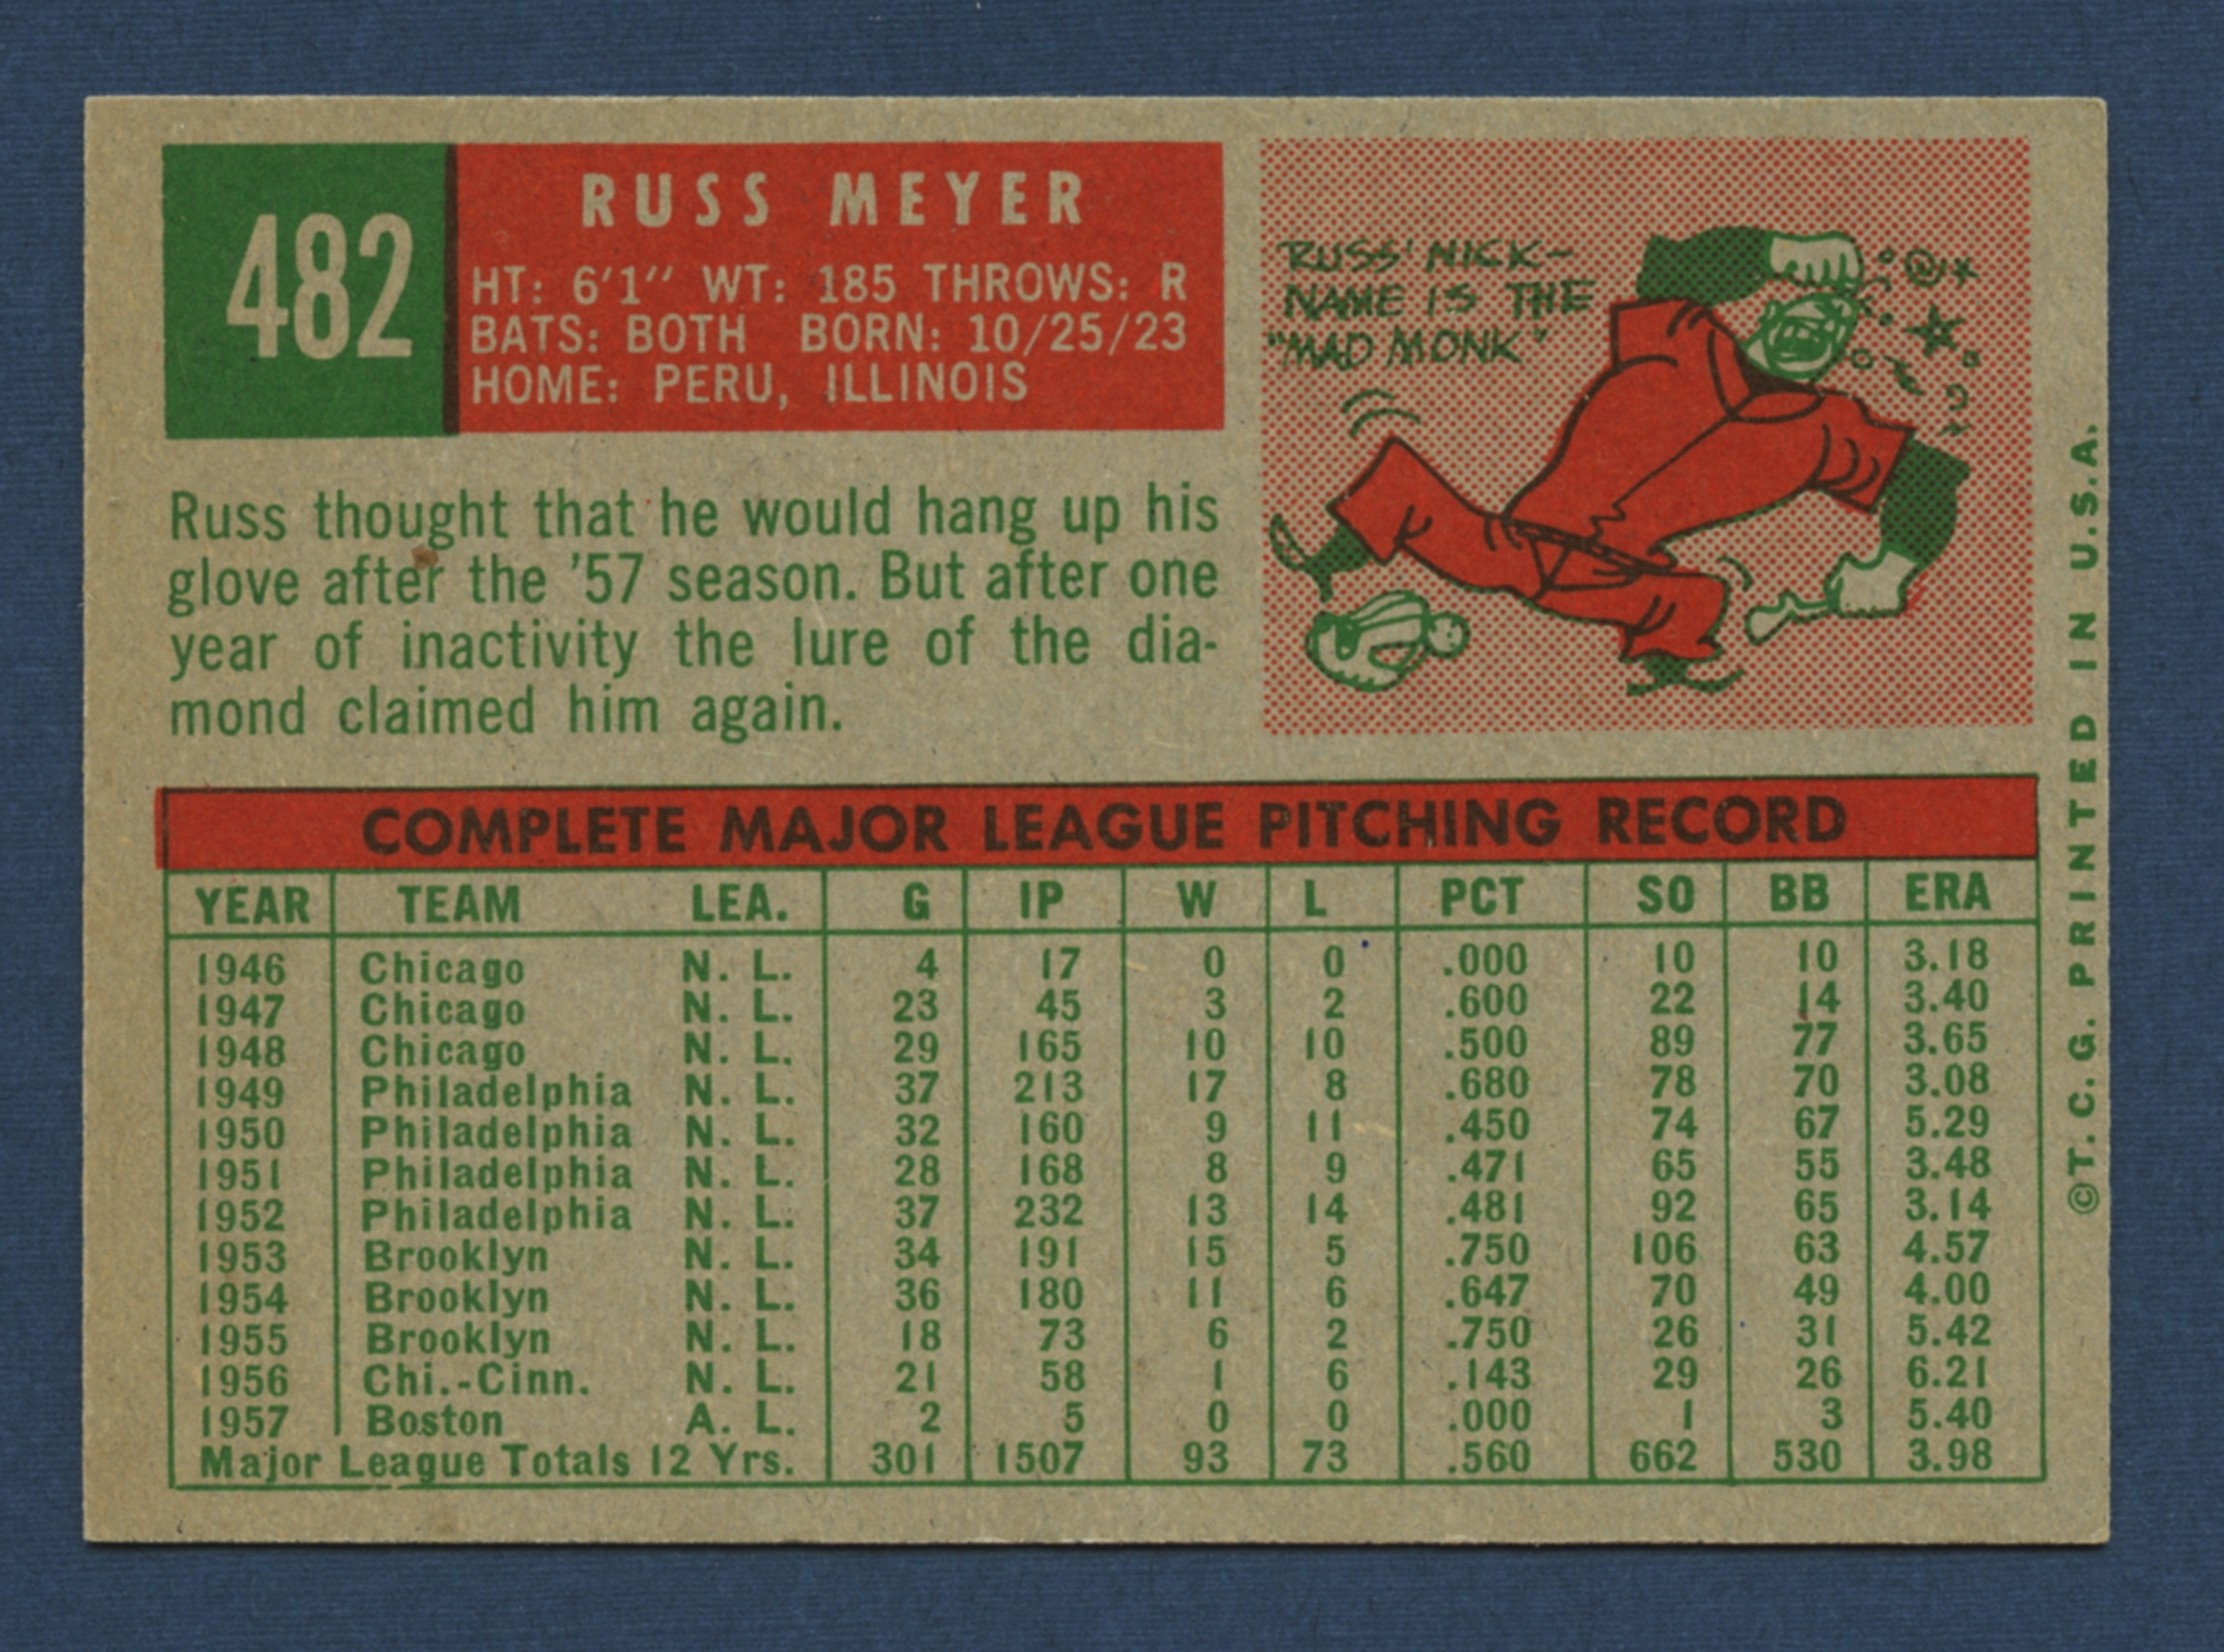 482
RUSS MEYER
HT: 6'1" WT: 185 THROWS: R
BATS: BOTH BORN: 10/25/23
HOME: PERU, ILLINOIS
RUSS' NICK-
NAME IS THE
"MAD MONK"
Russ thought that he would hang up his
glove after the '57 season. But after one
year of inactivity the lure of the dia-
mond claimed him again.
COMPLETE MAJOR LEAGUE PITCHING RECORD
YEAR TEAM LEA. G IP W L PCT SO BB ERA
1946 Chicago N. L. 4 17 0 0 .000 10 10 3.18
1947 Chicago N. L. 23 45 3 2 .600 22 14 3.40
1948 Chicago N. L. 29 165 10 10 .500 89 77 3.65
1949 Philadelphia N. L. 37 213 17 8 .680 78 70 3.08
1950 Philadelphia N. L. 32 160 9 11 .450 74 67 5.29
1951 Philadelphia N. L. 28 168 8 9 .471 65 55 3.48
1952 Philadelphia N. L. 37 232 13 14 .481 92 65 3.14
1953 Brooklyn N. L. 34 191 15 5 .750 106 63 4.57
1954 Brooklyn N. L. 36 180 11 6 .647 70 49 4.00
1955 Brooklyn N. L. 18 73 6 2 .750 26 31 5.42
1956 Chi.-Cinn. N. L. 21 58 1 6 .143 29 26 6.21
1957 Boston A. L. 2 5 0 0 .000 1 3 5.40
Major League Totals 12 Yrs. 301 1507 93 73 .560 662 530 3.98
©T. C. G. PRINTED IN U.S.A.